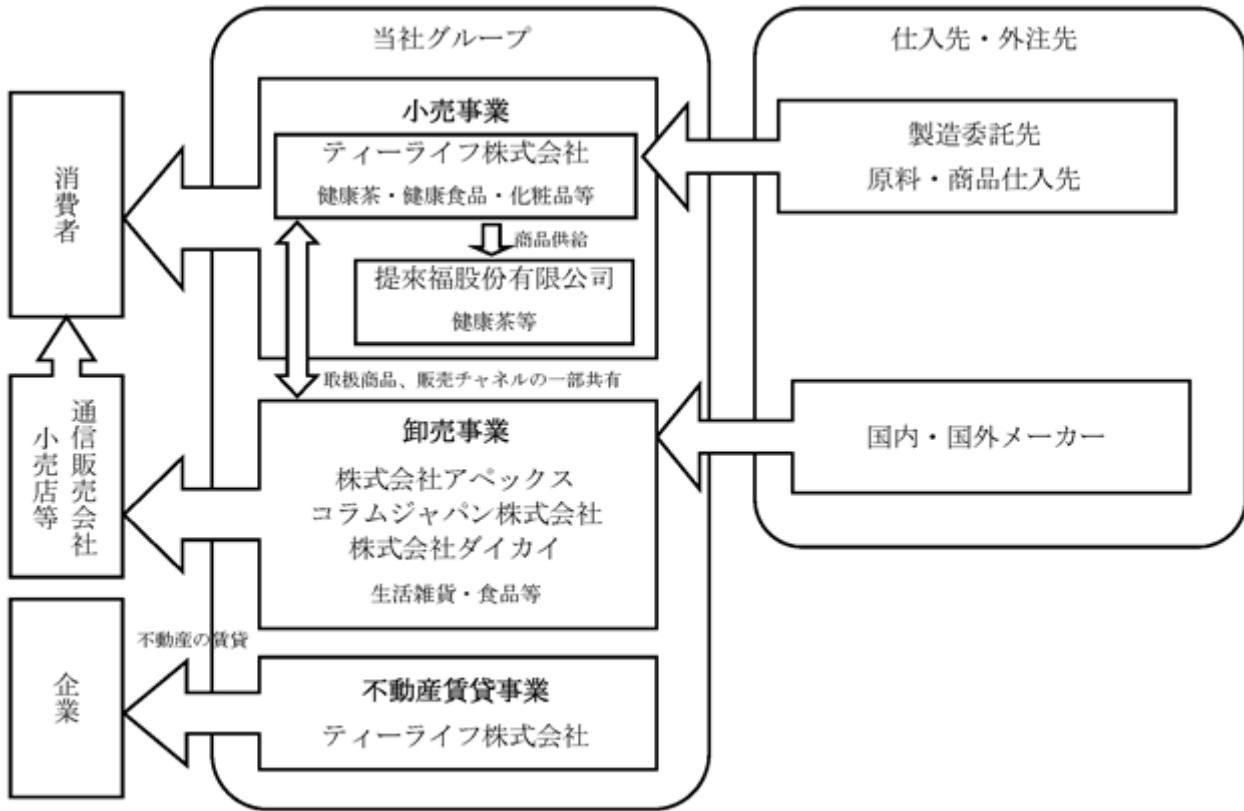 当社グループ
仕入先・外注先
小売事業
ティーライフ株式会社
健康茶・健康食品・化粧品等
商品供給
提來福股份有限公司
健康茶等
製造委託先
原料・商品仕入先
消費者
取扱商品、販売チャネルの一部共有
卸売事業
株式会社アペックス
コラムジャパン株式会社
株式会社ダイカイ
生活雑貨・食品等
国内・国外メーカー
通信販売会社
小売店等
不動産の賃貸
企業
不動産賃貸事業
ティーライフ株式会社